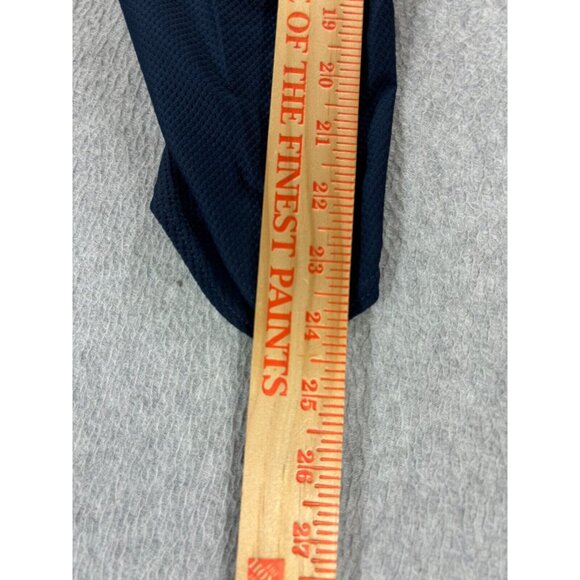 C OF THE FINEST PAINTS
19 20 21 22 23 24 25 26 27